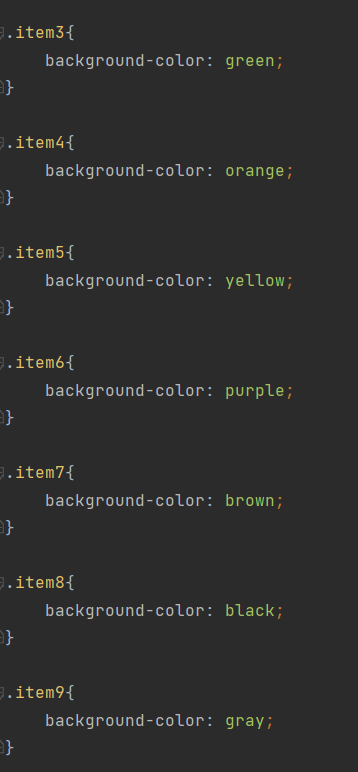 .item3{
background-color: green;
}
.item4{
background-color: orange;
}
.item5{
background-color: yellow;
}
.item6{
background-color: purple;
}
.item7{
background-color: brown;
}
.item8{
background-color: black;
}
.item9{
background-color: gray;
}